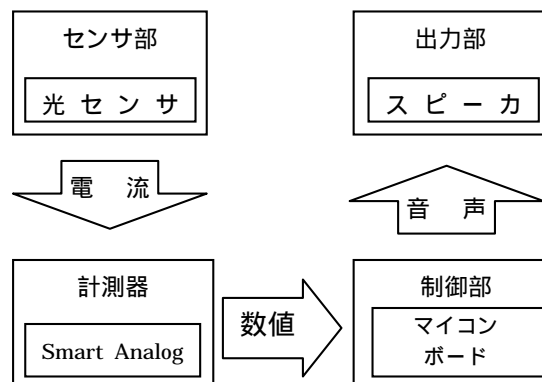 センサ部
光センサ
電流
計測器
Smart Analog
数値
制御部
マイコン
ボード
音声
出力部
スピーカ